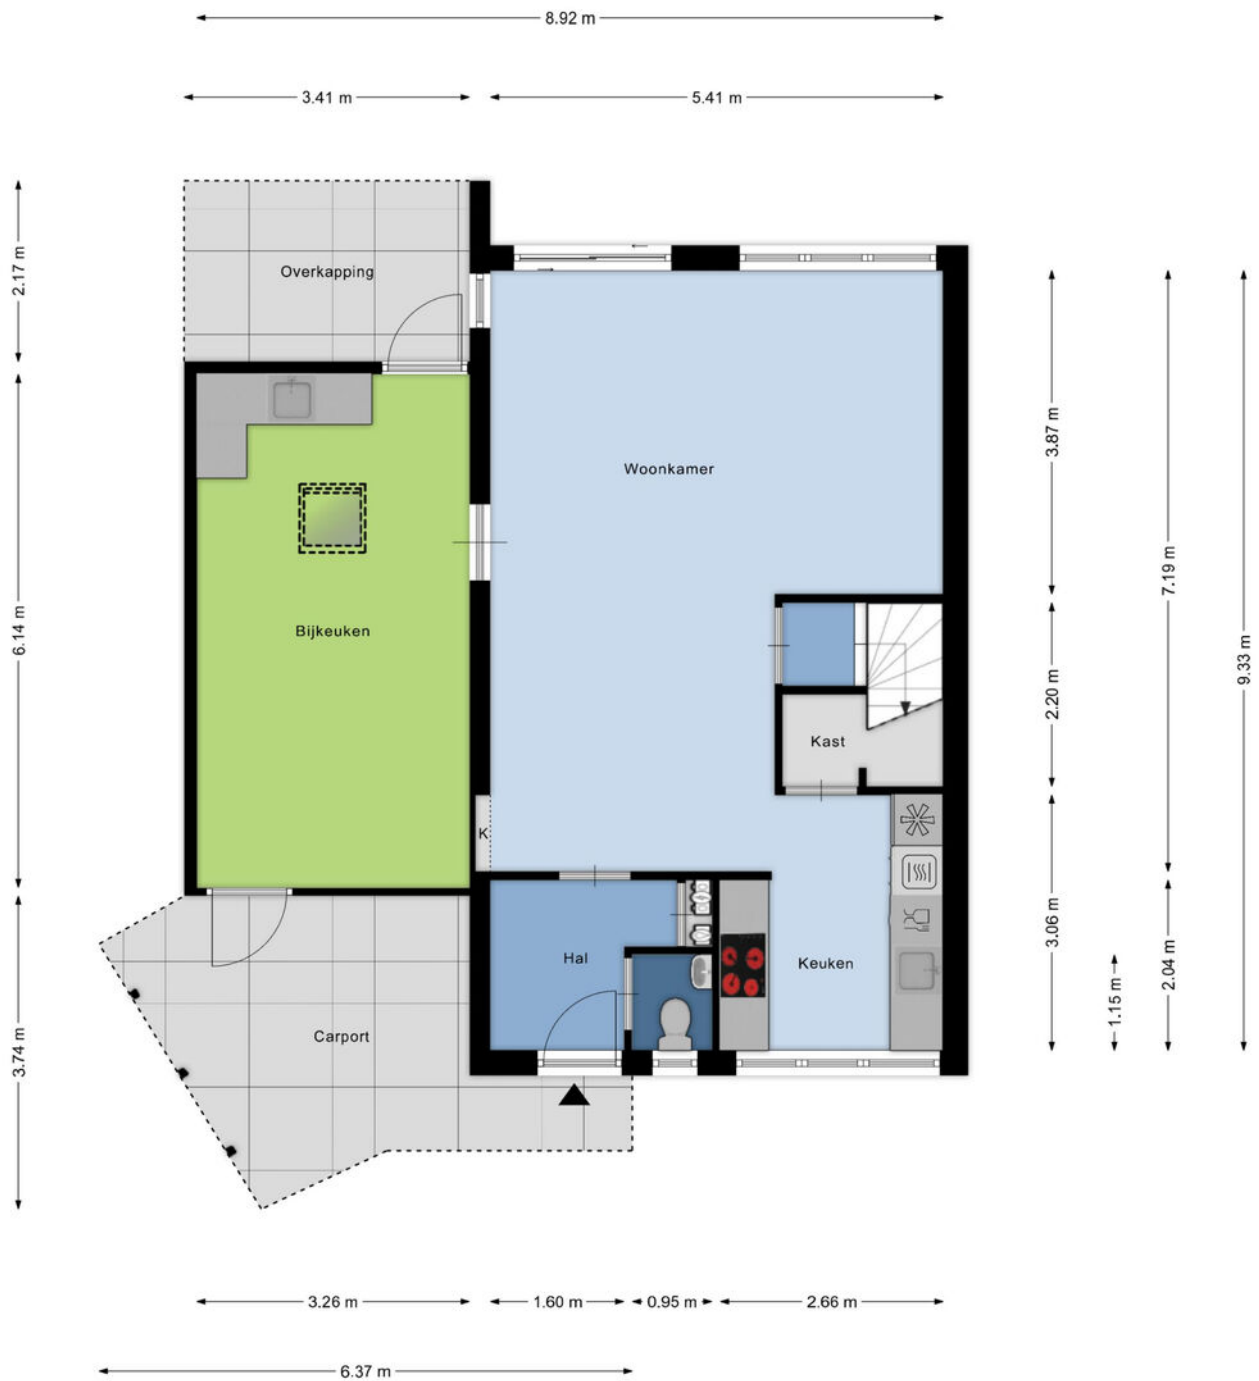 8.92 m
3.41 m
5.41 m
2.17 m
Overkapping
3.87 m
Woonkamer
7.19 m
6.14 m
Bijkeuken
9.33 m
2.20 m
Kast
K
3.06 m
Hal
Keuken
2.04 m
1.15 m
Carport
3.74 m
3.26 m
1.60 m
0.95 m
2.66 m
6.37 m